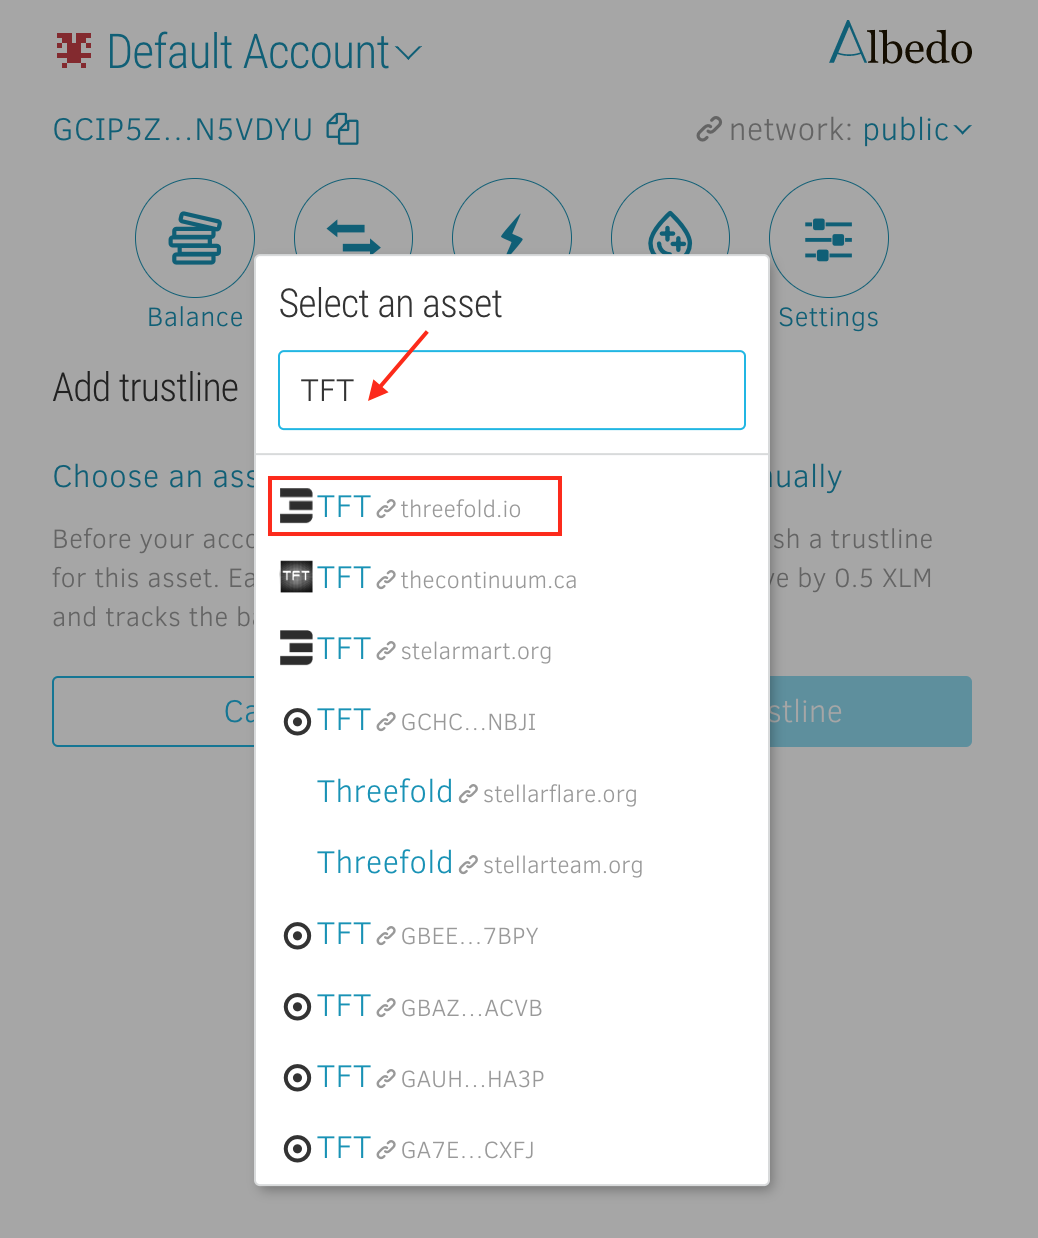 Default Account
Albedo
GCIP5Z...N5VDYU
network: public
Balance
Settings
Select an asset
TFT
Add trustline
Choose an ass
nually
Before your acco
sh a trustline
for this asset. Ea
ve by 0.5 XLM
and tracks the ba
Ca
stline
TFT threefold.io
TFT
TFT thecontinuum.ca
TFT stelarmart.org
TFT GCHC...NBJI
Threefold stellarflare.org
Threefold stellarteam.org
TFT GBEE...7BPY
TFT GBAZ...ACVB
TFT GAUH...HA3P
TFT GA7E...CXFJ